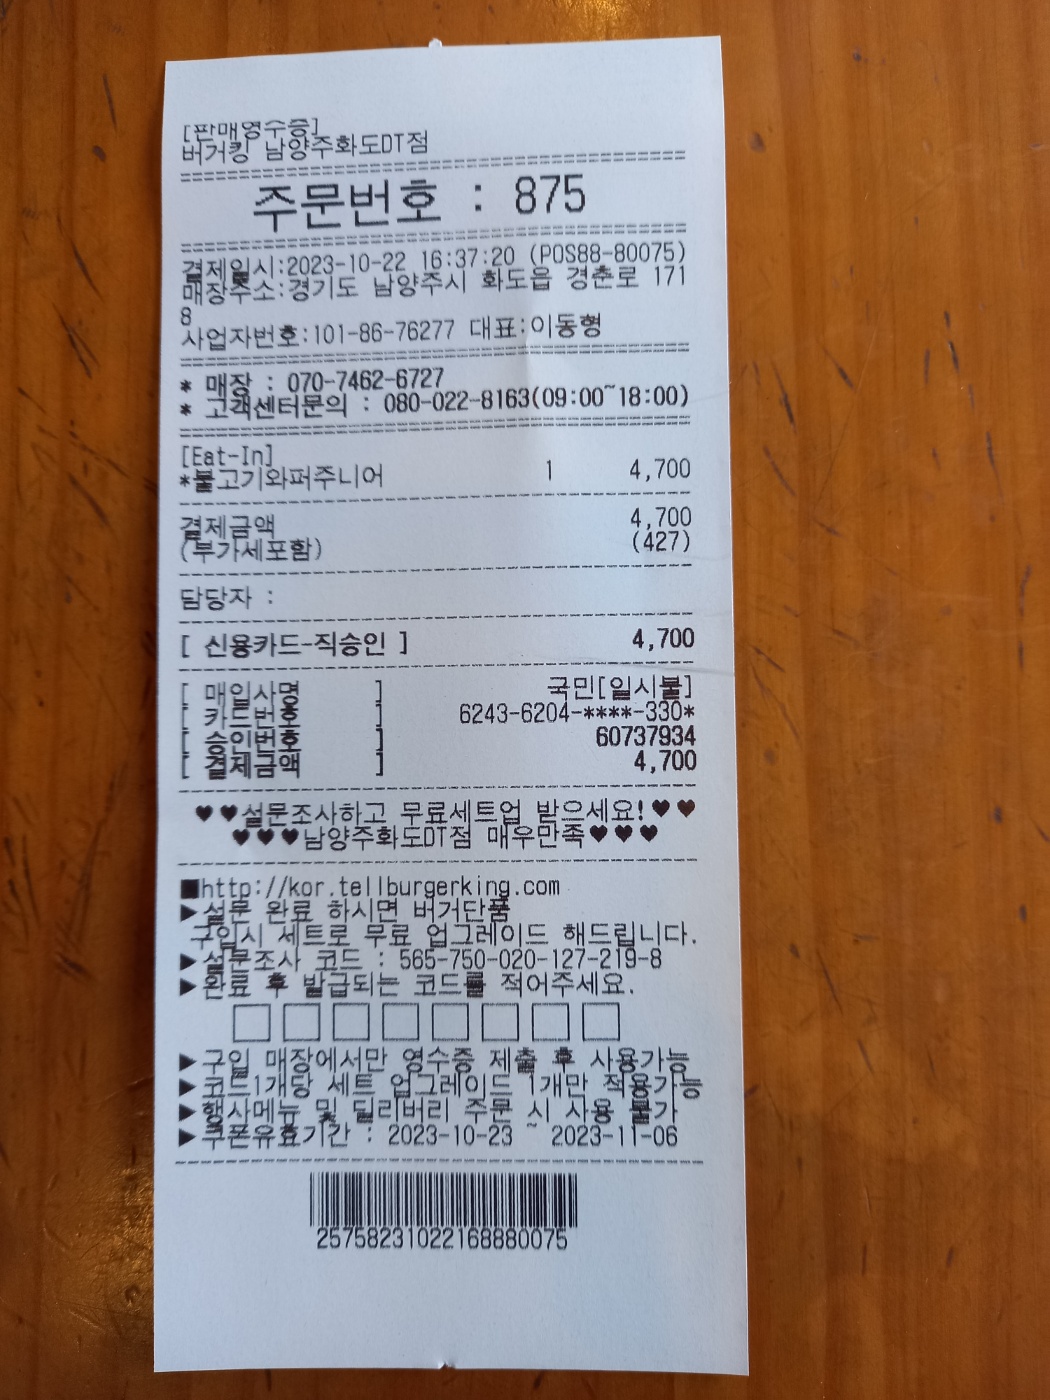 [판매영수증]
버거킹 남양주화도DT점
주문번호 : 875
결제일시:2023-10-22 16:37:20 (POS88-80075)
매장주소:경기도 남양주시 화도읍 경춘로 171
8
사업자번호:101-86-76277 대표:이동형
* 매장 : 070-7462-6727
* 고객센터문의 : 080-022-8163(09:00~18:00)
[Eat-In]
*불고기와퍼주니어 1 4,700
결제금액 4,700
(부가세포함) (427)
담당자 :
[ 신용카드-직승인 ] 4,700
[ 매입사명 ] 국민[일시불]
[ 카드번호 ] 6243-6204-****-330*
[ 승인번호 ] 60737934
[ 결제금액 ] 4,700
♥♥설문조사하고 무료세트업 받으세요!♥♥
♥♥♥남양주화도DT점 매우만족♥♥♥
■http://kor.tellburgerking.com
▶설문 완료 하시면 버거단품
구입시 세트로 무료 업그레이드 해드립니다.
▶설문조사 코드 : 565-750-020-127-219-8
▶완료 후 발급되는 코드를 적어주세요.
▶구입 매장에서만 영수증 제출 후 사용가능
▶코드1개당 세트 업그레이드 1개만 적용가능
▶행사메뉴 및 딜리버리 주문 시 사용 불가
▶쿠폰유효기간 : 2023-10-23 ~ 2023-11-06
25758231022168880075